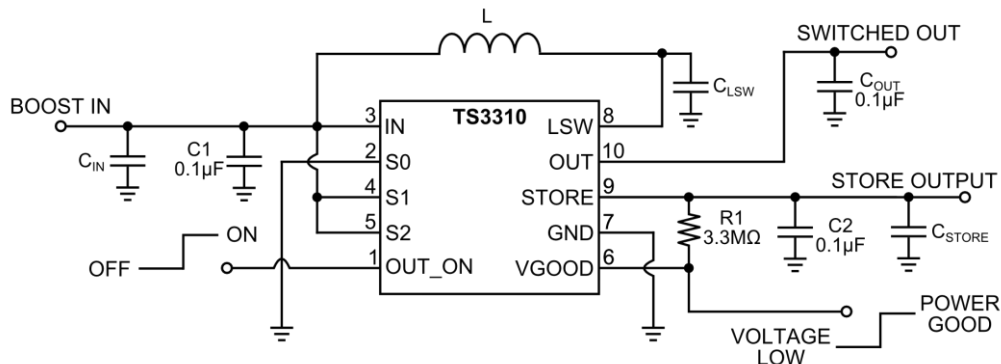 L
SWITCHED OUT
C_OUT
0.1µF
C_LSW
BOOST IN
TS3310
3 IN
LSW 8
C_IN
C1
0.1µF
2 S0
OUT 10
4 S1
STORE 9
STORE OUTPUT
5 S2
GND 7
R1
3.3MΩ
C2
0.1µF
C_STORE
ON
OFF
1 OUT_ON
VGOOD 6
POWER
GOOD
VOLTAGE
LOW